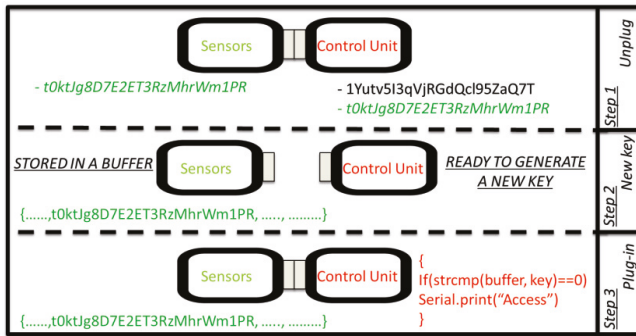 Sensors
Control Unit
- t0ktJg8D7E2ET3RzMhrWm1PR
- 1Yutv5I3qVjRGdQcl95ZaQ7T
- t0ktJg8D7E2ET3RzMhrWm1PR
Step 1
Unplug
STORED IN A BUFFER
Sensors
Control Unit
READY TO GENERATE
A NEW KEY
{......,t0ktJg8D7E2ET3RzMhrWm1PR, ....., .........}
Step 2
New key
Sensors
Control Unit
{......,t0ktJg8D7E2ET3RzMhrWm1PR, ....., .........}
{
If(strcmp(buffer, key)==0)
Serial.print(“Access”)
}
Step 3
Plug-in